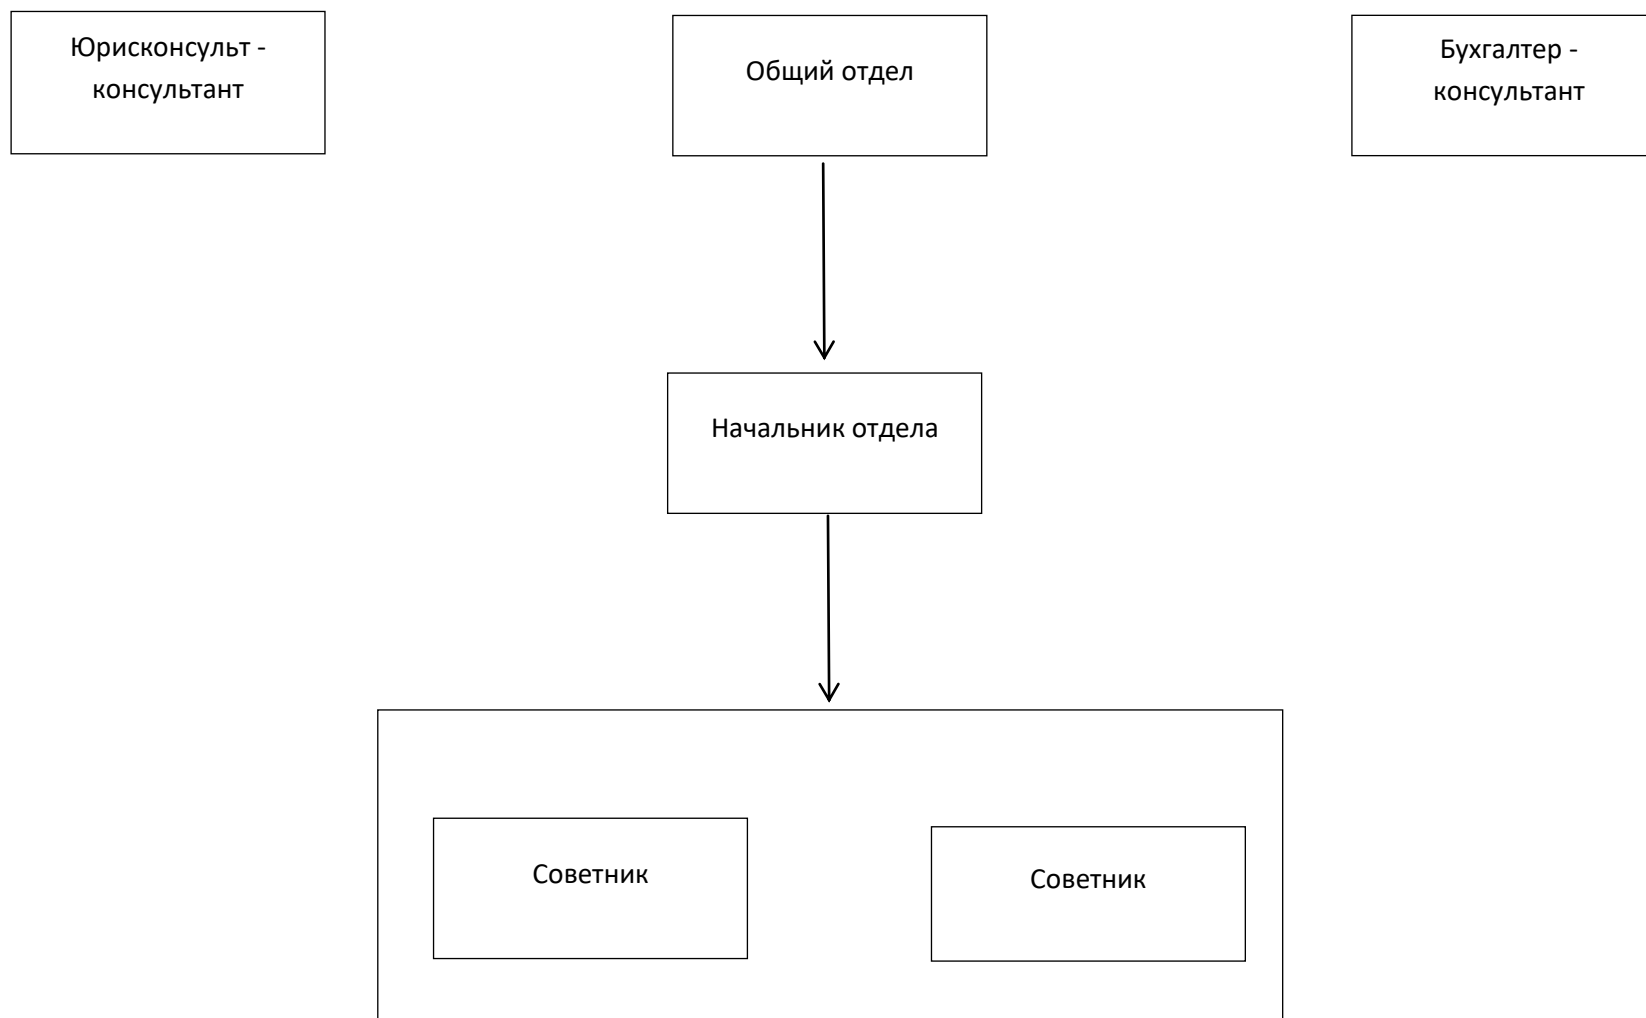 Юрисконсульт -
консультант
Общий отдел
Бухгалтер -
консультант
Начальник отдела
Советник
Советник